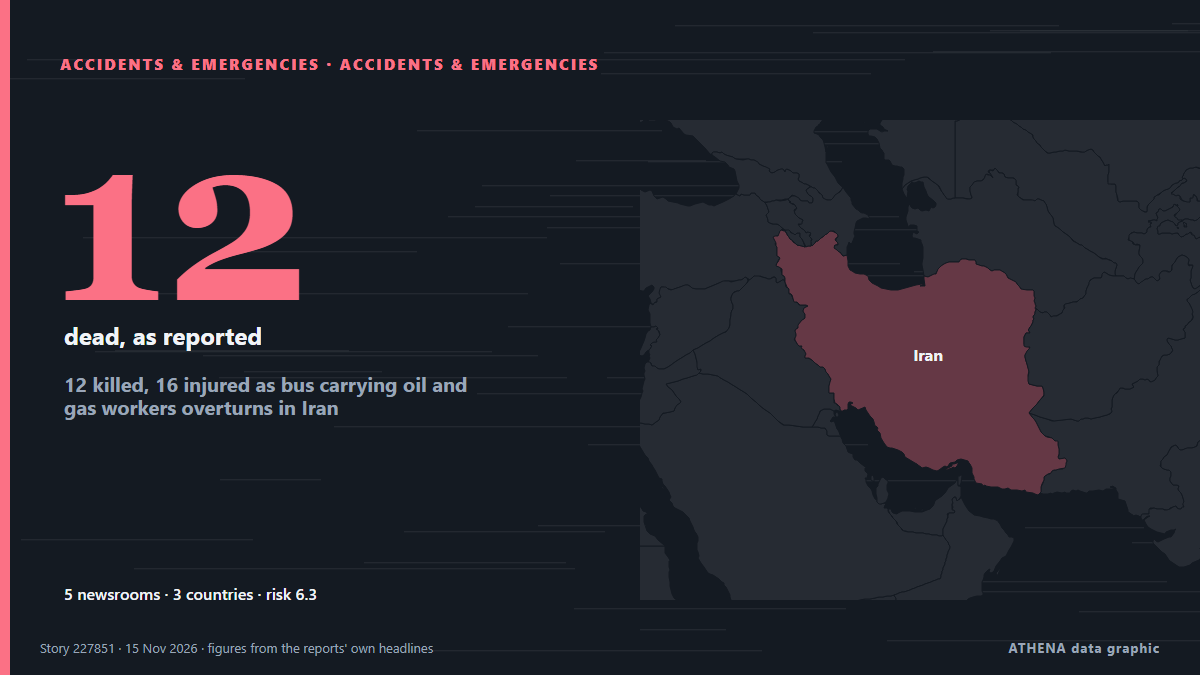 ACCIDENTS & EMERGENCIES · ACCIDENTS & EMERGENCIES
12
dead, as reported
12 killed, 16 injured as bus carrying oil and
gas workers overturns in Iran
Iran
5 newsrooms · 3 countries · risk 6.3
Story 227851 · 15 Nov 2026 · figures from the reports' own headlines
ATHENA data graphic